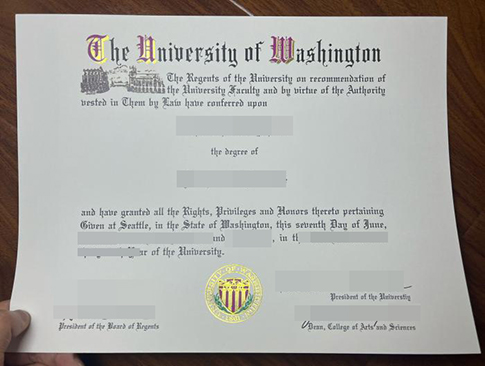 The University of Washington
The Regents of the University on recommendation of
the University Faculty and by virtue of the Authority
vested in Them by Law have conferred upon
the degree of
and have granted all the Rights, Privileges and Honors thereto pertaining
Given at Seattle, in the State of Washington, this seventh Day of June,
and in
of the University.
President of the University
President of the Board of Regents
Dean, College of Arts and Sciences